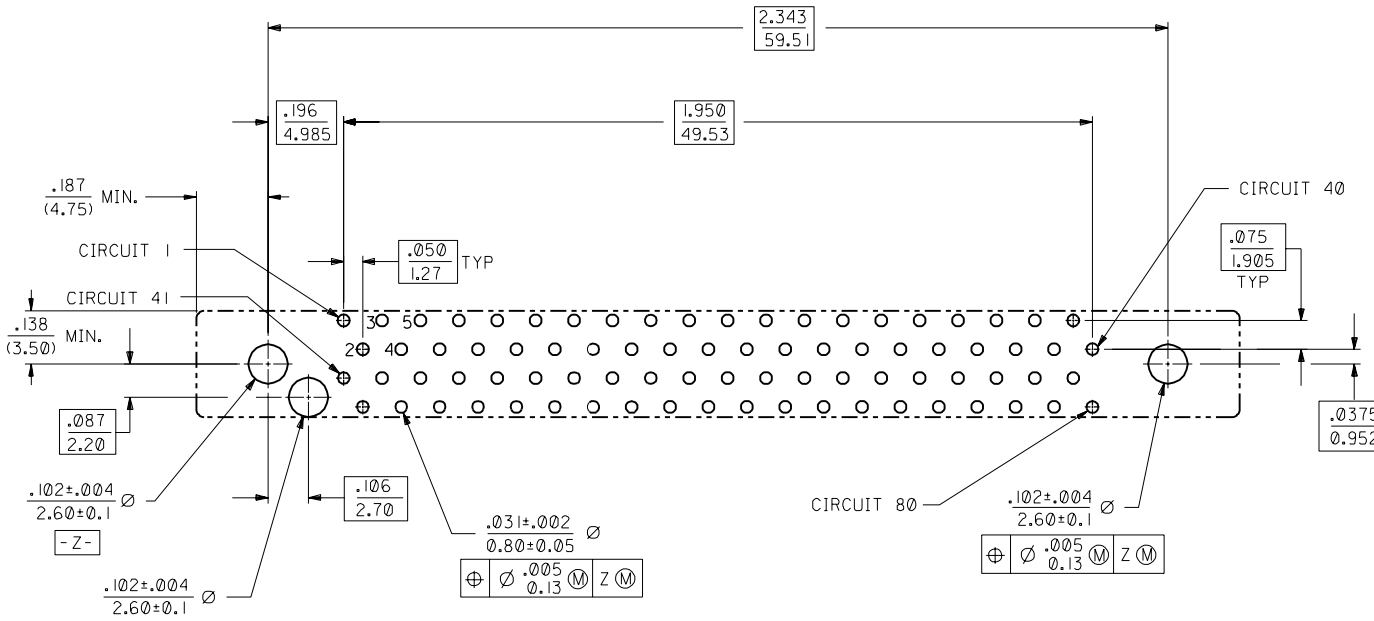 2.343
59.51
.196
4.985
1.950
49.53
.187
(4.75)
MIN.
CIRCUIT 40
CIRCUIT 1
.050
1.27
TYP
.075
1.905
TYP
CIRCUIT 41
3 5
.138
(3.50)
MIN.
2 4
.087
2.20
.0375
0.952
.106
2.70
.102±.004
2.60±0.1
Ø
-Z-
CIRCUIT 80
.102±.004
2.60±0.1
Ø
.031±.002
0.80±0.05
Ø
⌖ Ø .005 Ⓜ Z Ⓜ
0.13
⌖ Ø .005 Ⓜ Z Ⓜ
0.13
.102±.004
2.60±0.1
Ø